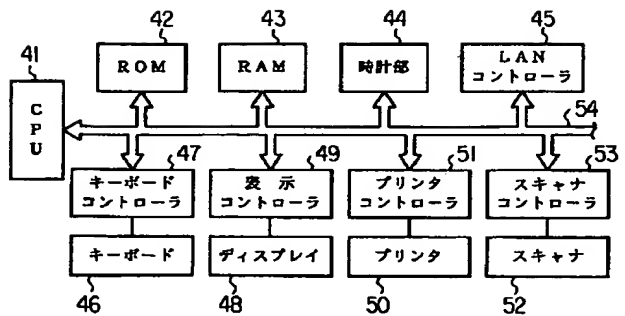 42
43
44
45
41
ROM
RAM
時計部
LAN
コントローラ
CPU
54
47
49
51
53
キーボード
コントローラ
表示
コントローラ
プリンタ
コントローラ
スキャナ
コントローラ
キーボード
ディスプレイ
プリンタ
スキャナ
46
48
50
52